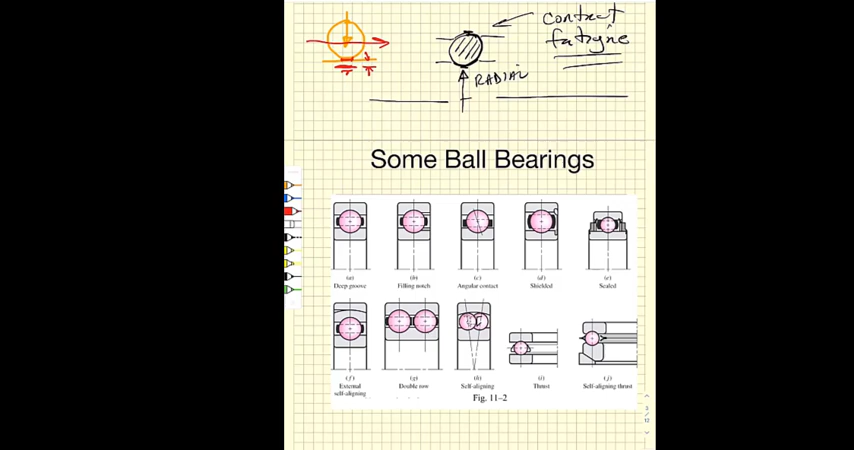 contact
fatigue
RADIAL
Some Ball Bearings
(a)
Deep groove
(b)
Filling notch
(c)
Angular contact
(d)
Shielded
(e)
Sealed
(f)
External
self-aligning
(g)
Double row
(h)
Self-aligning
(i)
Thrust
(j)
Self-aligning thrust
Fig. 11–2